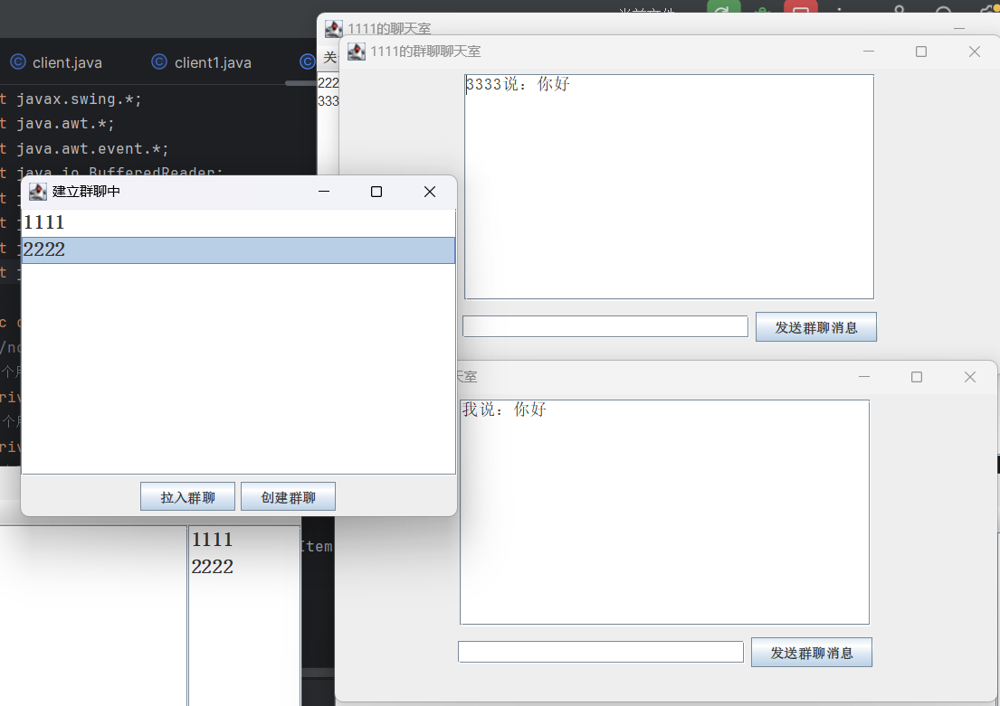 当前文件
1111的聊天室
1111的群聊聊天室
client.java
client1.java
关
222
333
3333说：你好
t javax.swing.*;
t java.awt.*;
t java.awt.event.*;
t java.io.BufferedReader;
建立群聊中
1111
2222
发送群聊消息
天室
我说：你好
拉入群聊
创建群聊
1111
2222
Item
发送群聊消息